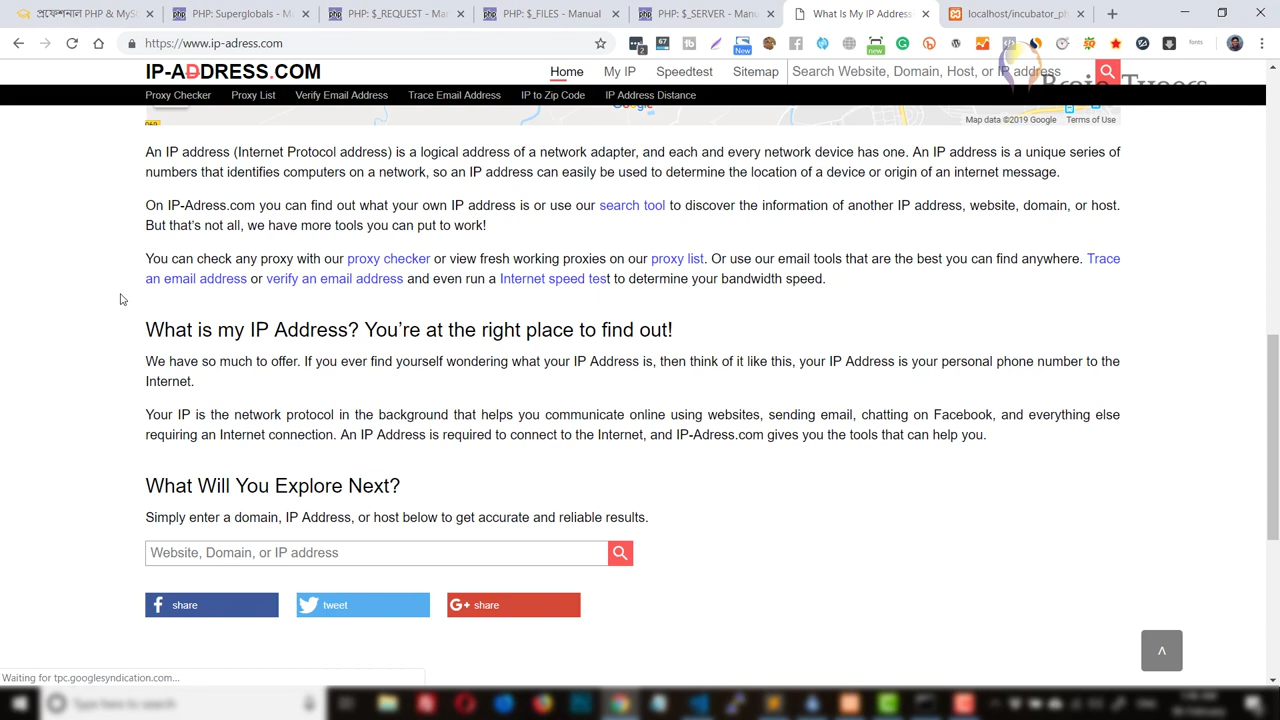 প্রফেশনাল PHP & MyS
PHP: Superglobals - M
PHP: $_REQUEST - Man
PHP: $_FILES - Manual
PHP: $_SERVER - Manu
What Is My IP Address?
localhost/incubator_ph
https://www.ip-adress.com
IP-ADDRESS.COM
Home
My IP
Speedtest
Sitemap
Search Website, Domain, Host, or IP address
Proxy Checker
Proxy List
Verify Email Address
Trace Email Address
IP to Zip Code
IP Address Distance
Google
Map data ©2019 Google
Terms of Use
An IP address (Internet Protocol address) is a logical address of a network adapter, and each and every network device has one. An IP address is a unique series of
numbers that identifies computers on a network, so an IP address can easily be used to determine the location of a device or origin of an internet message.
On IP-Adress.com you can find out what your own IP address is or use our search tool to discover the information of another IP address, website, domain, or host.
But that's not all, we have more tools you can put to work!
You can check any proxy with our proxy checker or view fresh working proxies on our proxy list. Or use our email tools that are the best you can find anywhere. Trace
an email address or verify an email address and even run a Internet speed test to determine your bandwidth speed.
What is my IP Address? You're at the right place to find out!
We have so much to offer. If you ever find yourself wondering what your IP Address is, then think of it like this, your IP Address is your personal phone number to the
Internet.
Your IP is the network protocol in the background that helps you communicate online using websites, sending email, chatting on Facebook, and everything else
requiring an Internet connection. An IP Address is required to connect to the Internet, and IP-Adress.com gives you the tools that can help you.
What Will You Explore Next?
Simply enter a domain, IP Address, or host below to get accurate and reliable results.
Website, Domain, or IP address
share
tweet
G+ share
Waiting for tpc.googlesyndication.com...
Type here to search